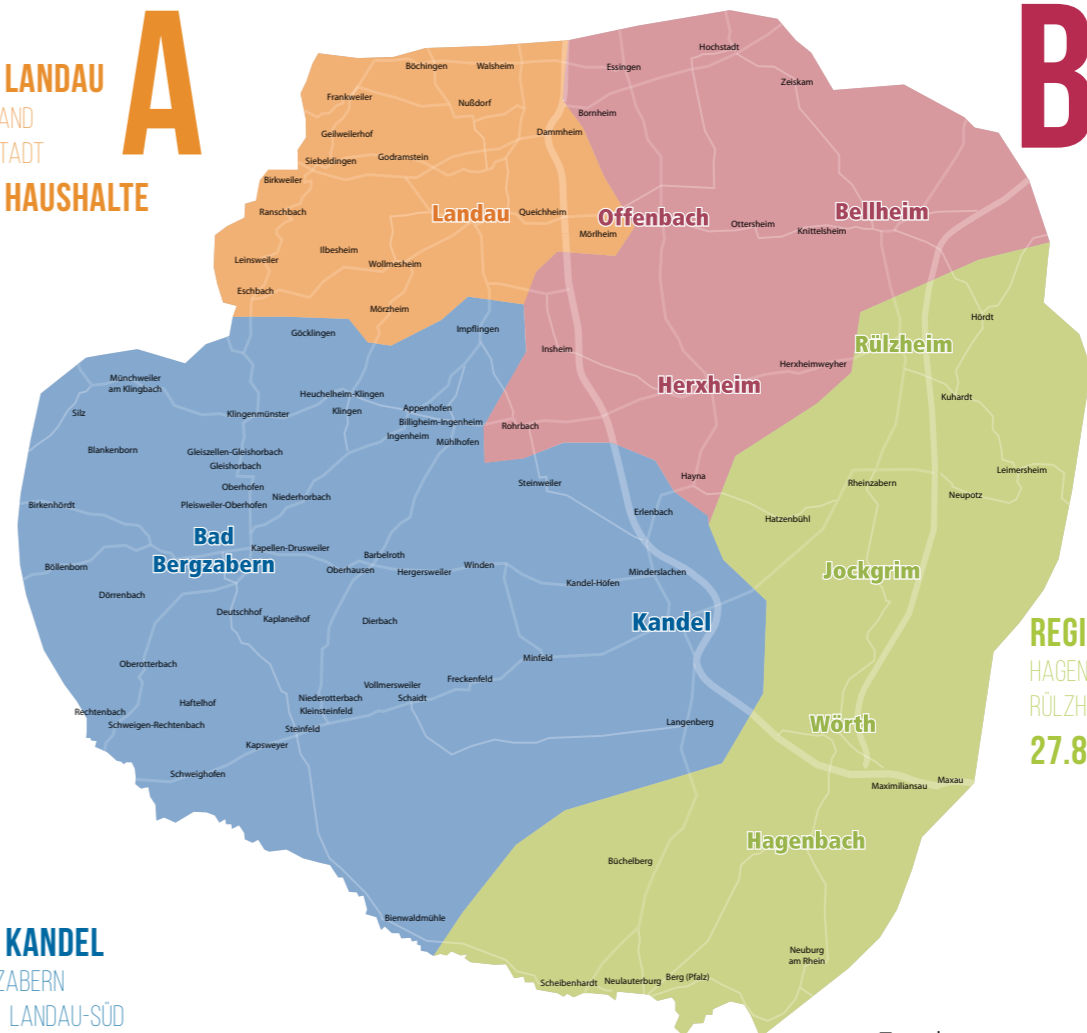 A
LANDAU
HAUSHALTE
B
Hochstadt
Böchingen
Walsheim
Essingen
Zeiskam
Frankweiler
Nußdorf
Bornheim
Geilweilerhof
Dammheim
Siebeldingen
Godramstein
Birkweiler
Ranschbach
Landau
Queichheim
Offenbach
Bellheim
Ottersheim
Knittelsheim
Mörlheim
Ilbesheim
Leinsweiler
Wollmesheim
Eschbach
Mörzheim
Hördt
Göcklingen
Impflingen
Insheim
Rülzheim
Herxheimweyher
Herxheim
Münchweiler
am Klingbach
Heuchelheim-Klingen
Kuhardt
Silz
Klingenmünster
Klingen
Appenhofen
Billigheim-Ingenheim
Rohrbach
Ingenheim
Mühlhofen
Blankenborn
Gleiszellen-Gleishorbach
Gleishorbach
Leimersheim
Hayna
Steinweiler
Rheinzabern
Oberhofen
Neupotz
Niederhorbach
Birkenhördt
Pleisweiler-Oberhofen
Erlenbach
Hatzenbühl
Bad
Bergzabern
Kapellen-Drusweiler
Barbelroth
Böllenborn
Oberhausen
Hergersweiler
Winden
Minderslachen
Jockgrim
Kandel-Höfen
Dörrenbach
Deutschhof
Kaplaneihof
Dierbach
Kandel
REGI
HAGEN
RÜLZH
27.8
Minfeld
Oberotterbach
Freckenfeld
Vollmersweiler
Niederotterbach
Schaidt
Haftelhof
Kleinsteinfeld
Rechtenbach
Schweigen-Rechtenbach
Steinfeld
Langenberg
Wörth
Kapsweyer
Schweighofen
Maximiliansau
Maxau
Hagenbach
Büchelberg
Bienwaldmühle
KANDEL
ZABERN
LANDAU-SÜD
Neuburg
am Rhein
Scheibenhardt
Neulauterburg
Berg (Pfalz)